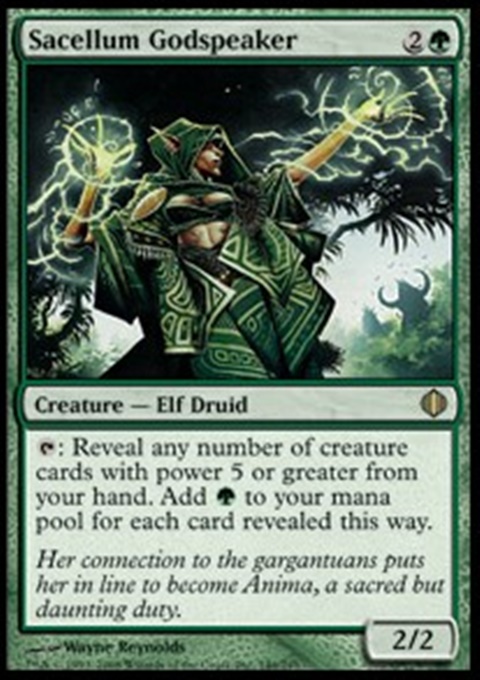 Sacellum Godspeaker 2
Creature — Elf Druid
: Reveal any number of creature
cards with power 5 or greater from
your hand. Add to your mana
pool for each card revealed this way.
Her connection to the gargantuans puts
her in line to become Anima, a sacred but
daunting duty.
Wayne Reynolds
2/2